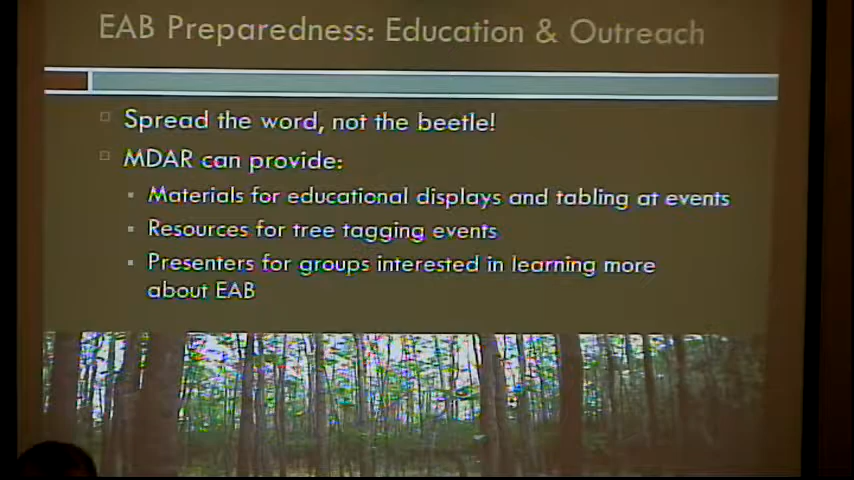 EAB Preparedness: Education & Outreach
Spread the word, not the beetle!
MDAR can provide:
Materials for educational displays and tabling at events
Resources for tree tagging events
Presenters for groups interested in learning more
about EAB